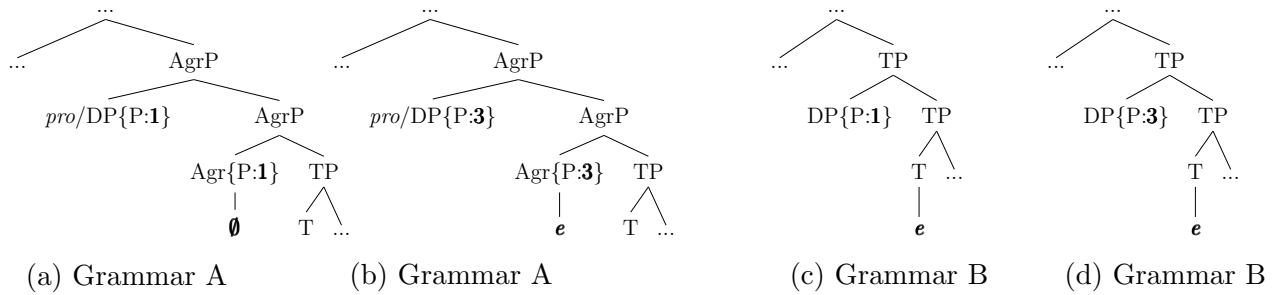 ... ... ... ...
... AgrP ... AgrP ... TP ... TP
pro/DP{P:1} AgrP pro/DP{P:3} AgrP DP{P:1} TP DP{P:3} TP
Agr{P:1} TP Agr{P:3} TP T ... T ...
∅ T ... e T ... e e
(a) Grammar A (b) Grammar A (c) Grammar B (d) Grammar B